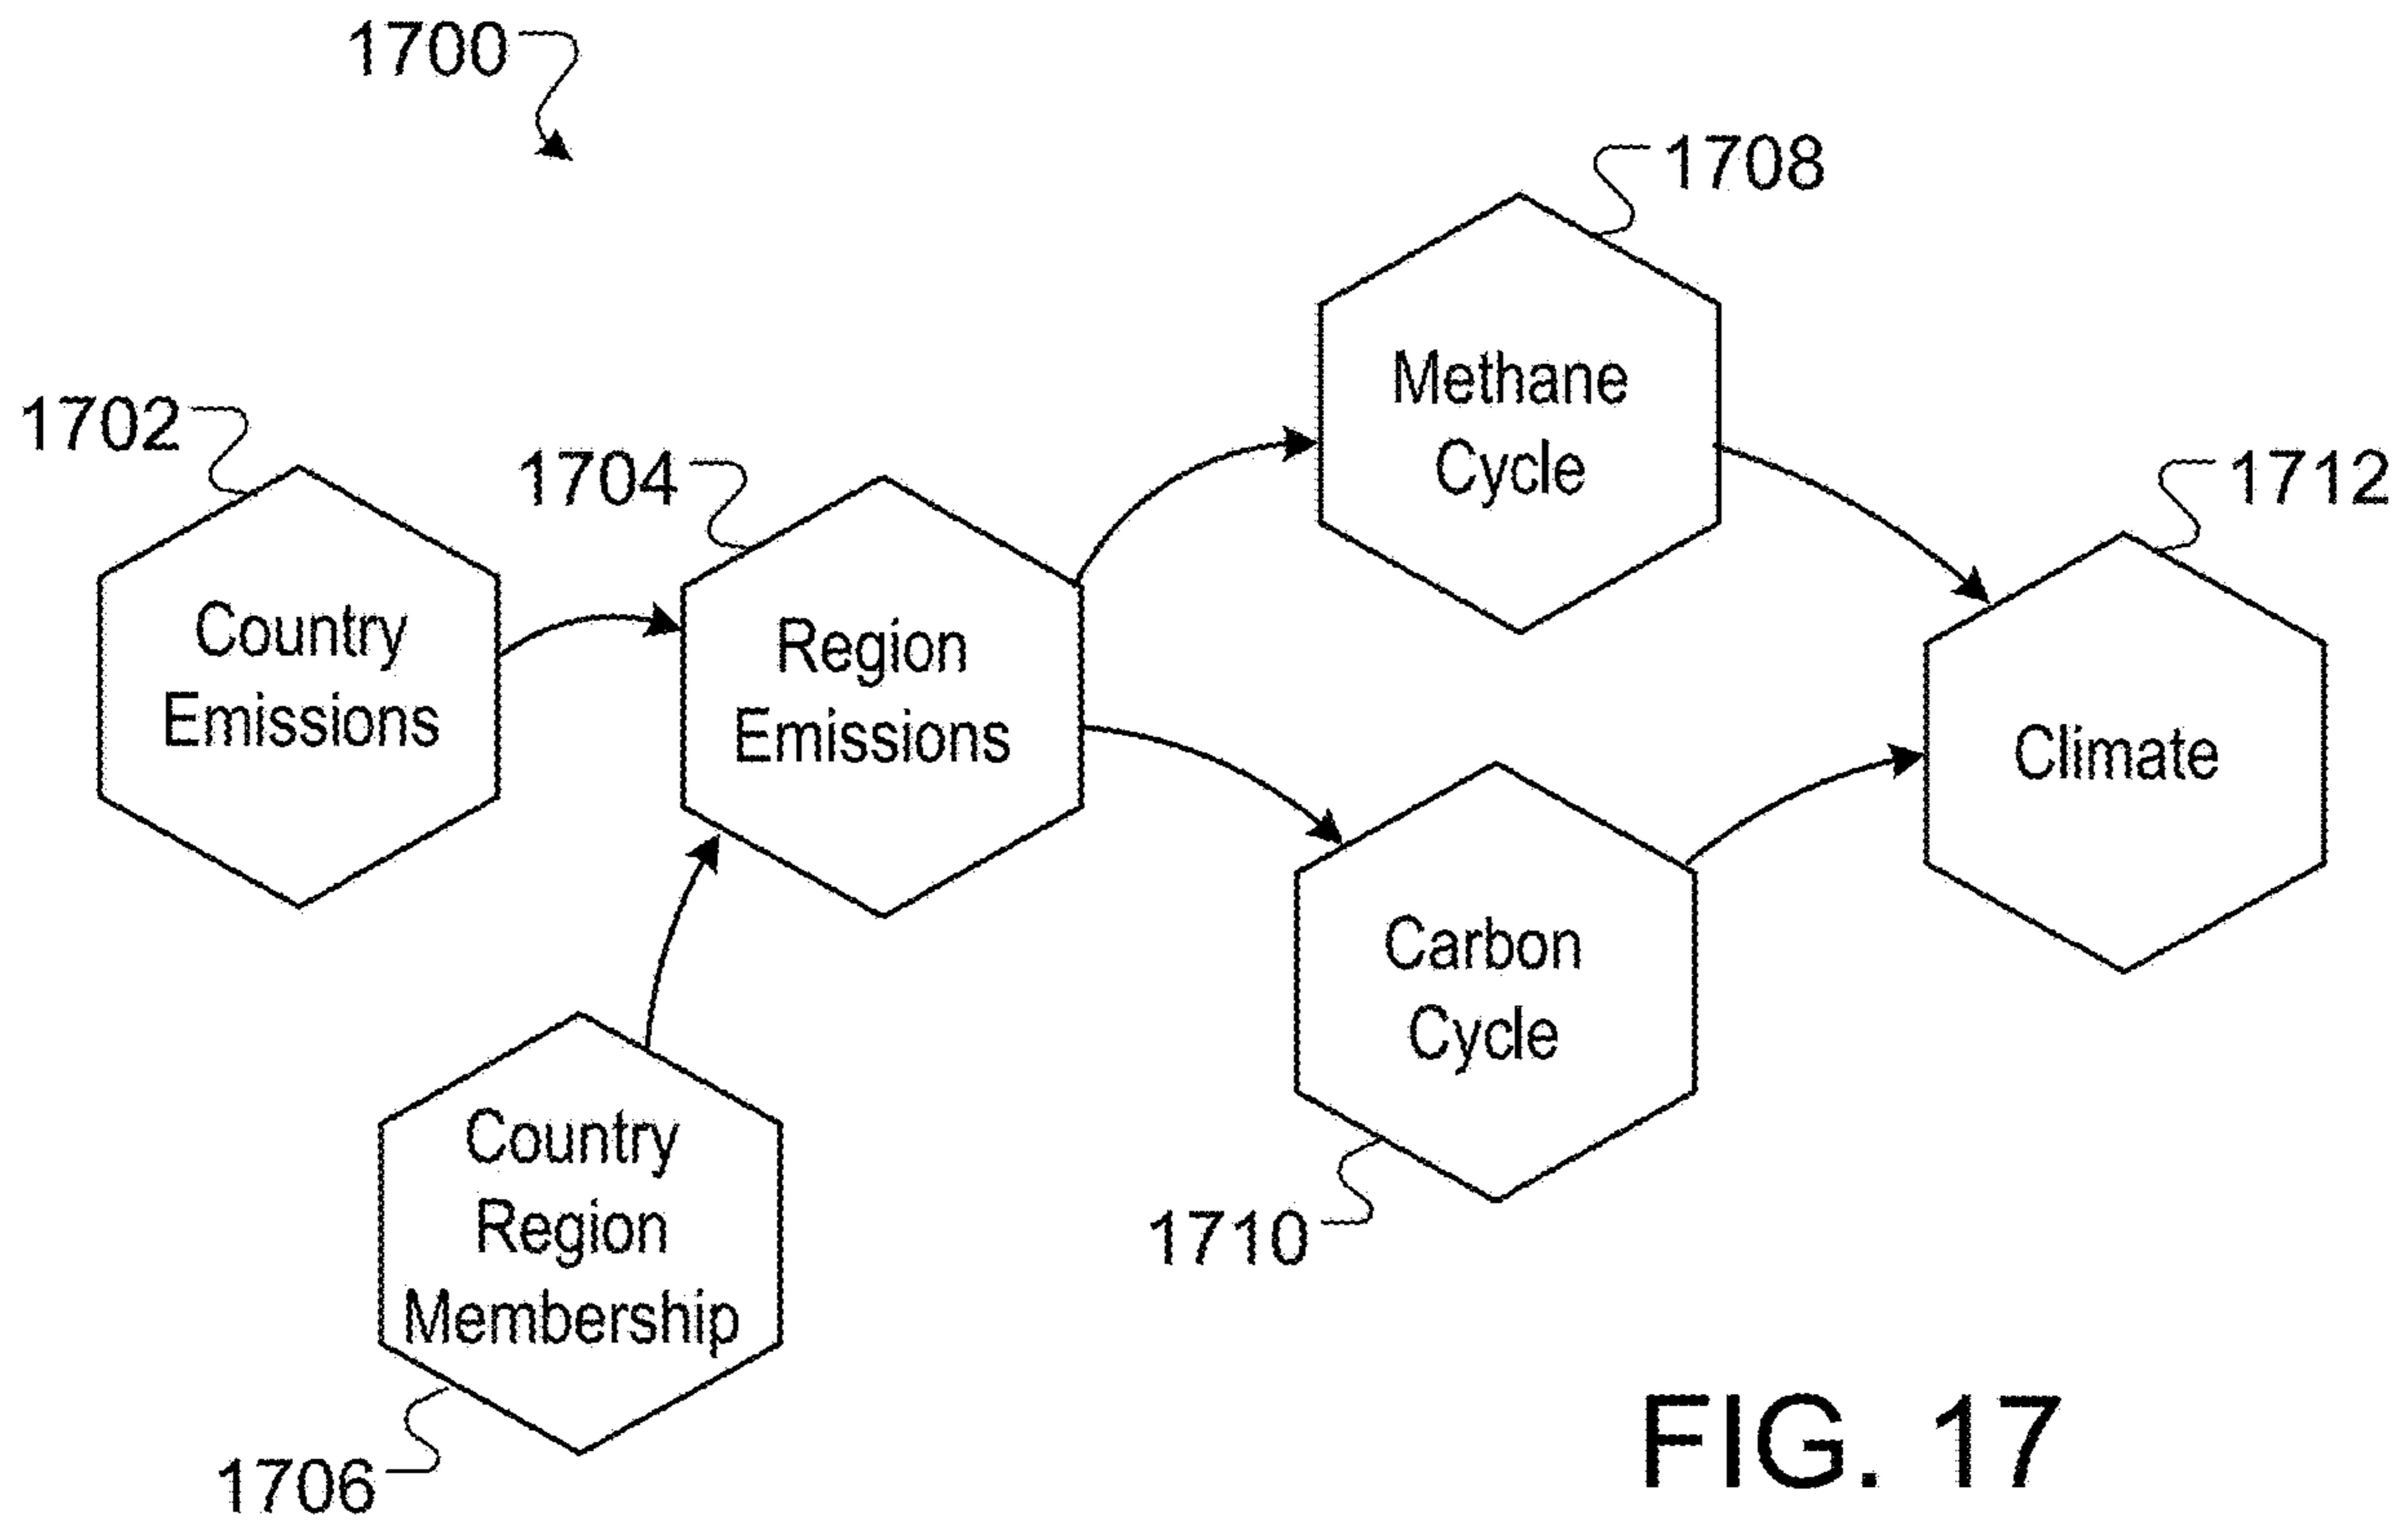 1700
1708
1702
1704
1712
Methane
Cycle
Country
Emissions
Region
Emissions
Climate
Carbon
Cycle
Country
Region
Membership
1710
1706
FIG. 17